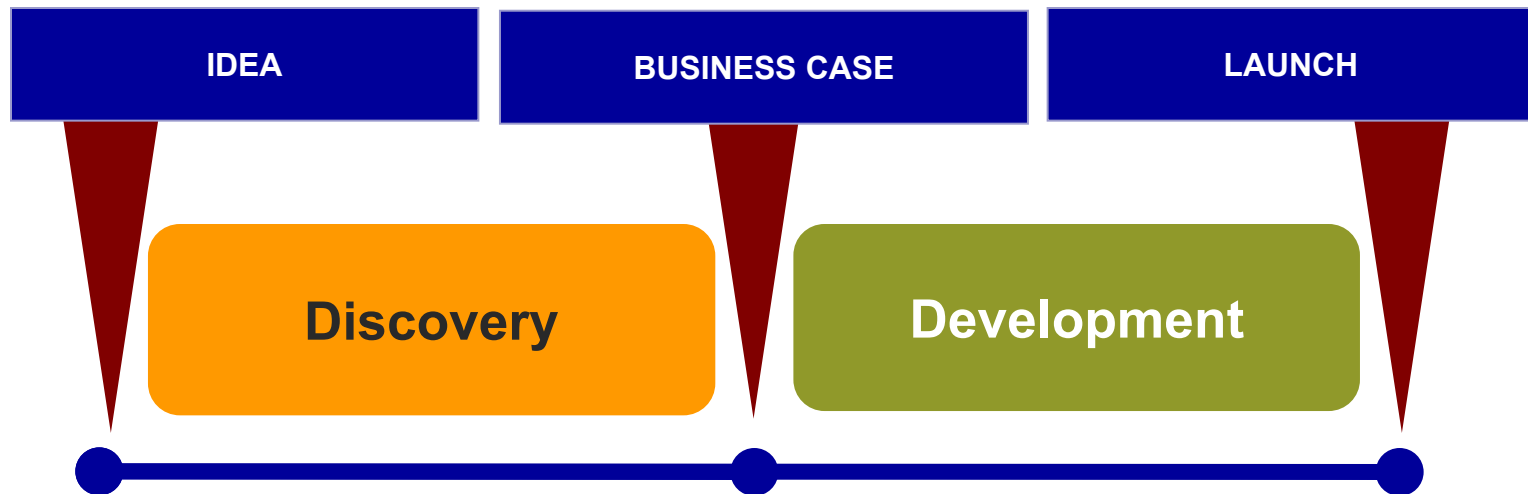 IDEA
BUSINESS CASE
LAUNCH
Discovery
Development